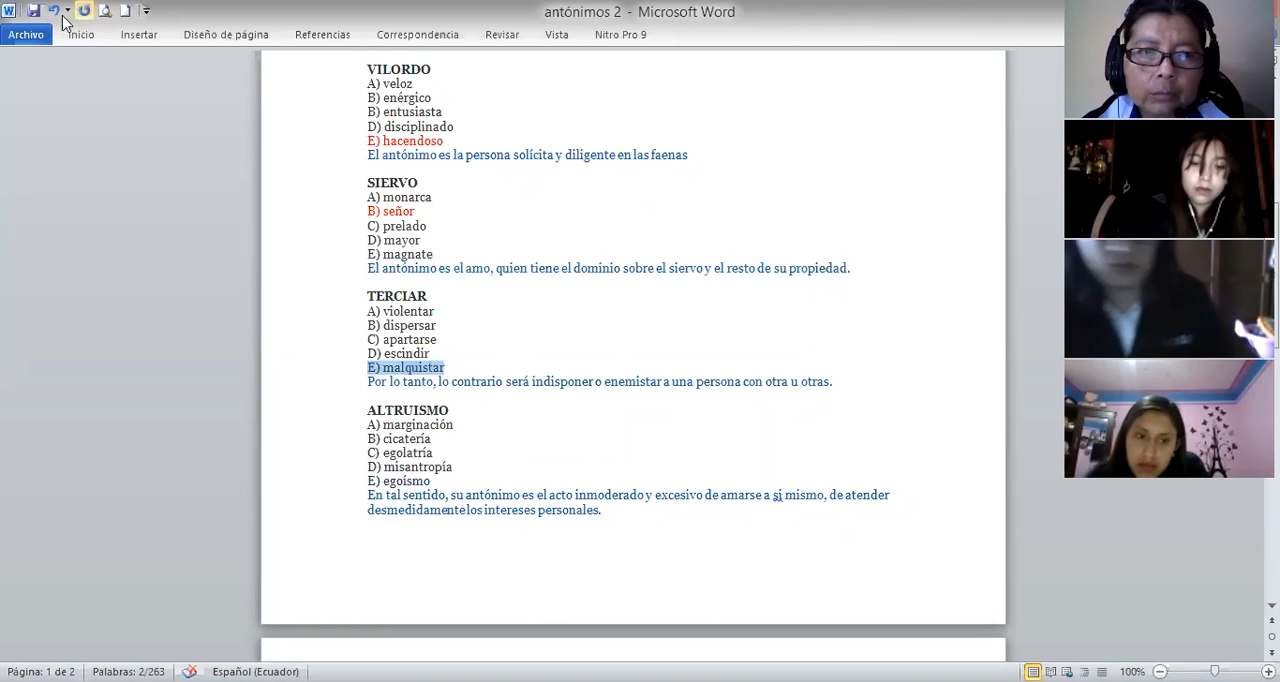 antónimos 2 - Microsoft Word
Archivo Inicio Insertar Diseño de página Referencias Correspondencia Revisar Vista Nitro Pro 9
VILORDO
A) veloz
B) enérgico
B) entusiasta
D) disciplinado
E) hacendoso
El antónimo es la persona solícita y diligente en las faenas
SIERVO
A) monarca
B) señor
C) prelado
D) mayor
E) magnate
El antónimo es el amo, quien tiene el dominio sobre el siervo y el resto de su propiedad.
TERCIAR
A) violentar
B) dispersar
C) apartarse
D) escindir
E) malquistar
Por lo tanto, lo contrario será indisponer o enemistar a una persona con otra u otras.
ALTRUISMO
A) marginación
B) cicatería
C) egolatría
D) misantropía
E) egoísmo
En tal sentido, su antónimo es el acto inmoderado y excesivo de amarse a si mismo, de atender
desmedidamente los intereses personales.
Página: 1 de 2 Palabras: 2/263 Español (Ecuador) 100%